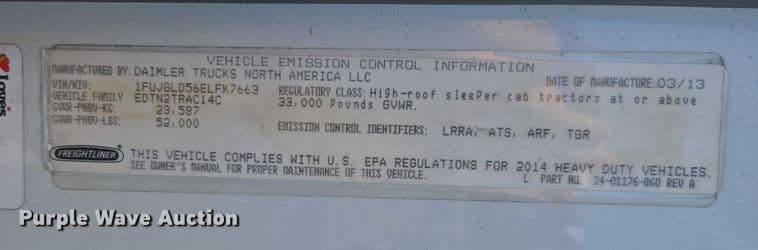 VEHICLE EMISSION CONTROL INFORMATION
MANUFACTURED BY: DAIMLER TRUCKS NORTH AMERICA LLC DATE OF MANUFACTURE: 03/13
VIN/NIV: 1FUJGLD56ELFK7663 REGULATORY CLASS: High-roof sleeper cab tractors at or above
VEHICLE FAMILY EDTN2TRAC14C 33,000 Pounds GVWR.
GVWR-PNBV-KG: 23,587
GVWR-PNBV-LBS: 52,000 EMISSION CONTROL IDENTIFIERS: LRRA, ATS, ARF, TGR
FREIGHTLINER THIS VEHICLE COMPLIES WITH U.S. EPA REGULATIONS FOR 2014 HEAVY DUTY VEHICLES.
SEE OWNER'S MANUAL FOR PROPER MAINTENANCE OF THIS VEHICLE.
L PART NO. 24-01176-060 REV A
Love's
Purple Wave Auction